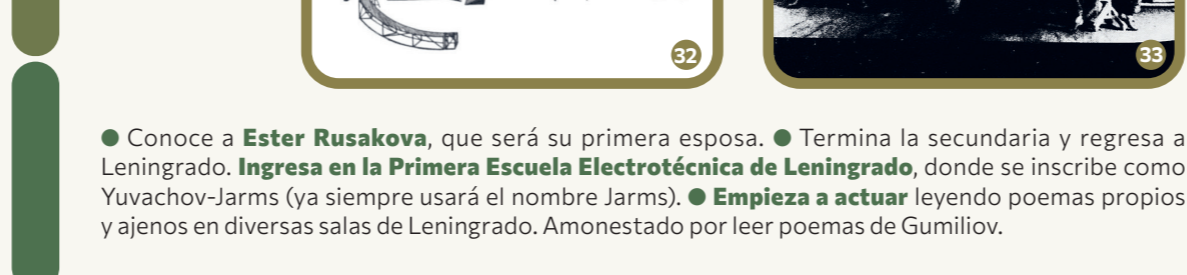 32
33
● Conoce a Ester Rusakova, que será su primera esposa. ● Termina la secundaria y regresa a
Leningrado. Ingresa en la Primera Escuela Electrotécnica de Leningrado, donde se inscribe como
Yuvachov-Jarms (ya siempre usará el nombre Jarms). ● Empieza a actuar leyendo poemas propios
y ajenos en diversas salas de Leningrado. Amonestado por leer poemas de Gumiliov.